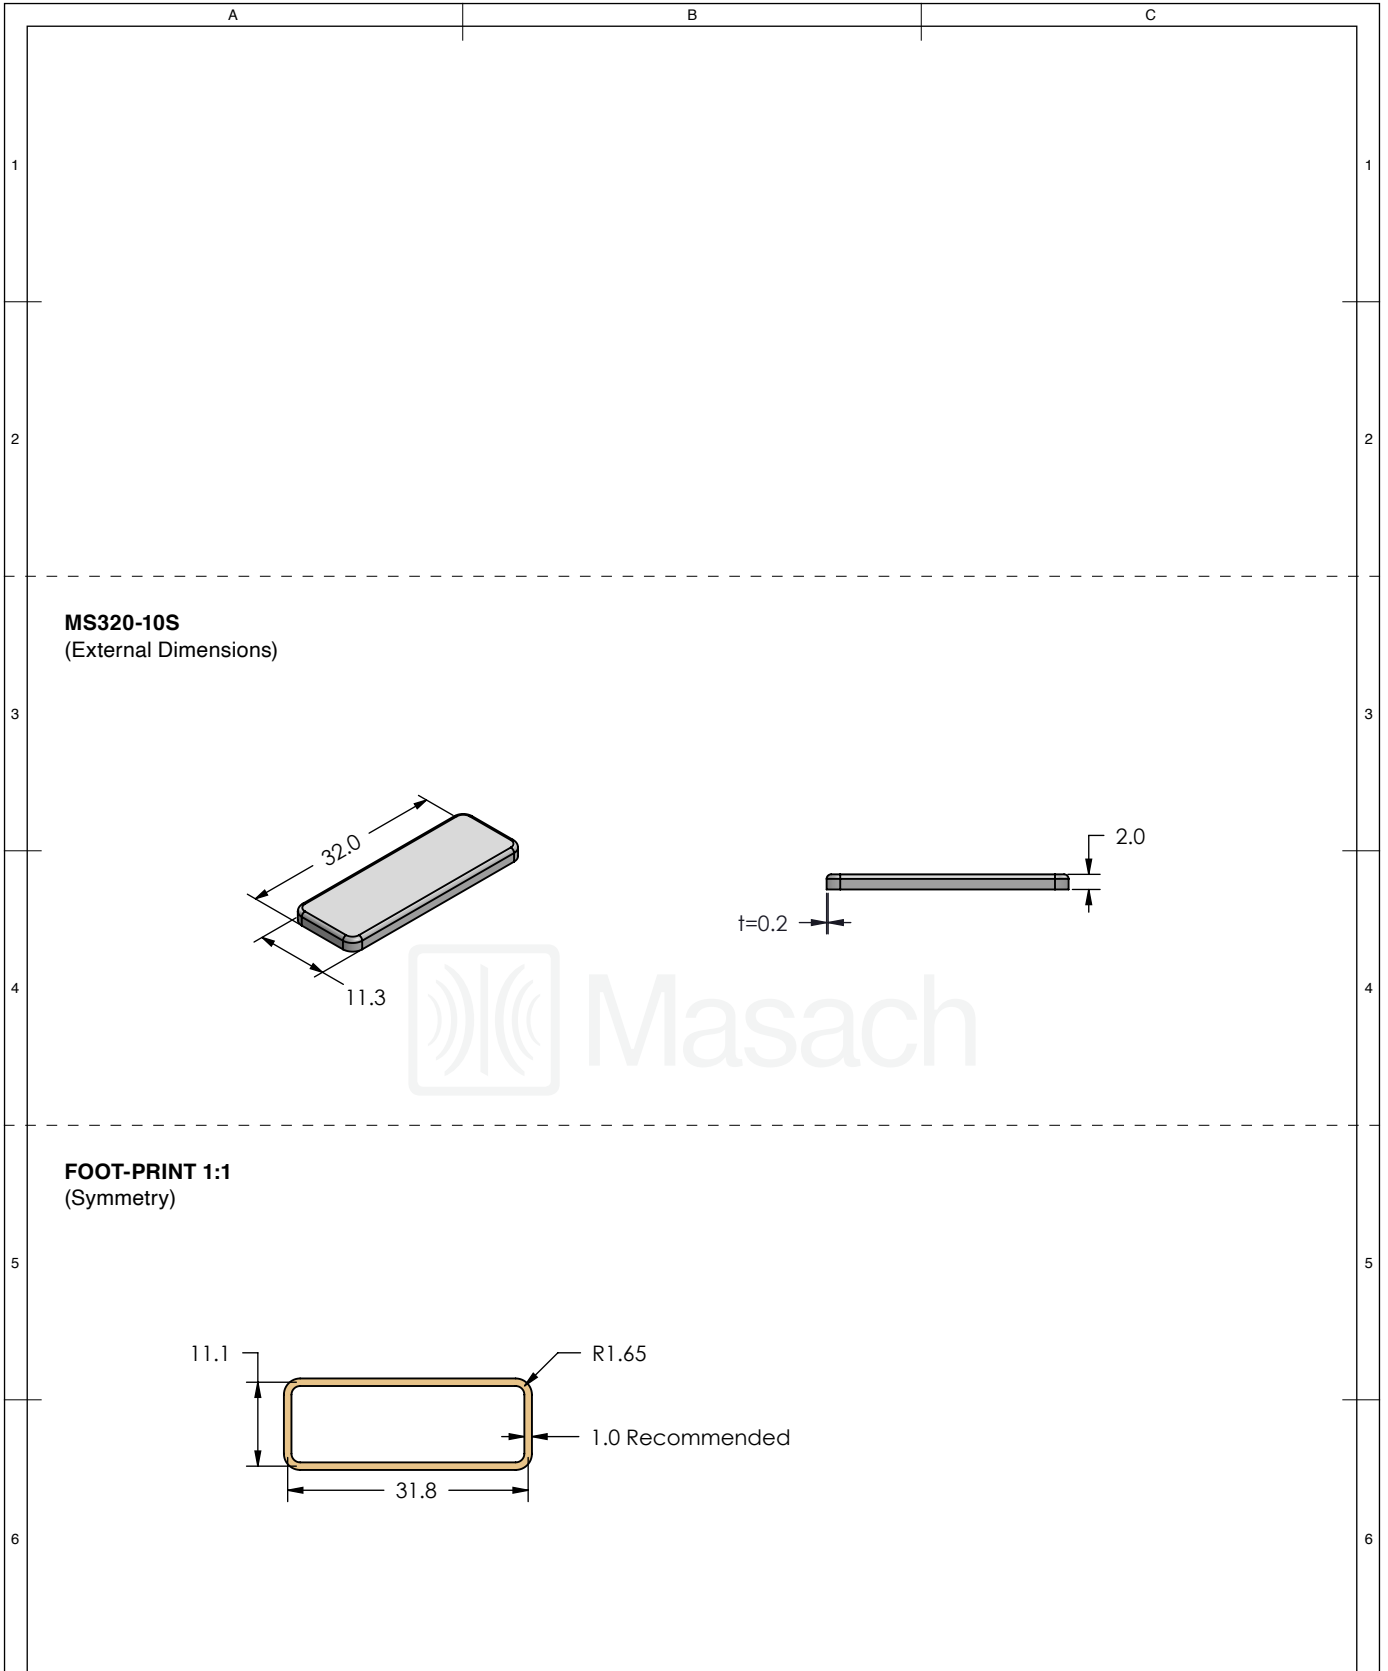 A B C
1 1
2 2
MS320-10S
(External Dimensions)
3 3
32.0
2.0
t=0.2
11.3
4 4
Masach
FOOT-PRINT 1:1
(Symmetry)
5 5
11.1
R1.65
1.0 Recommended
31.8
6 6